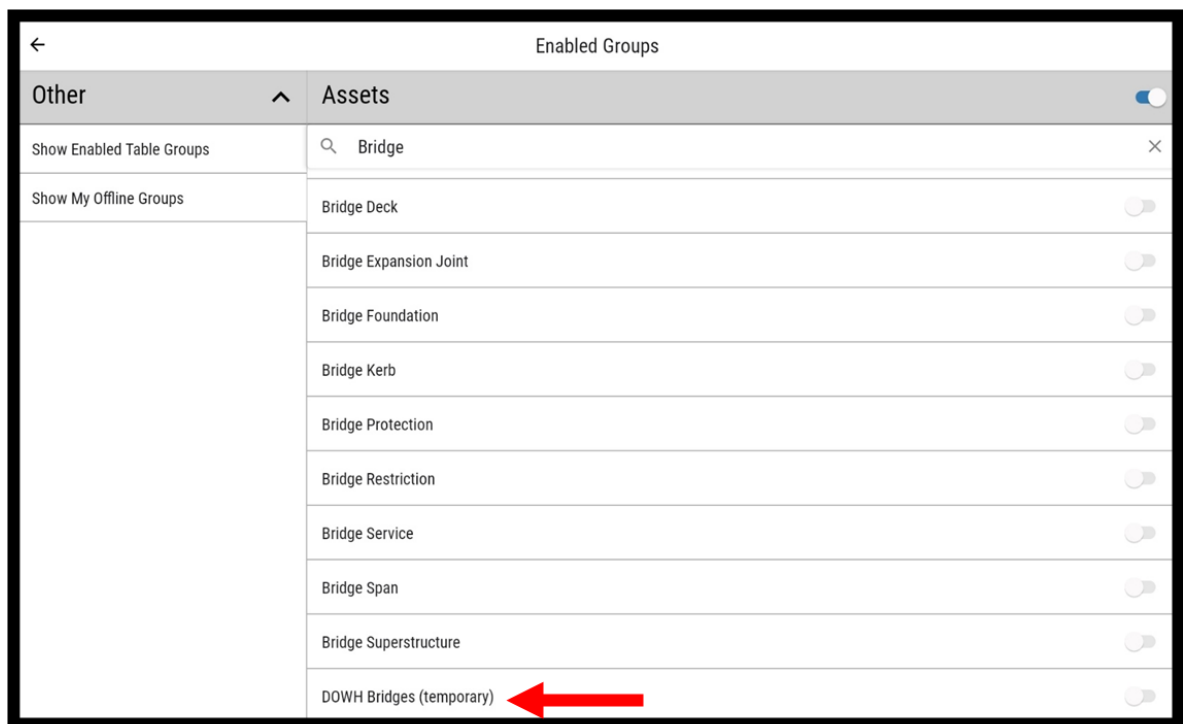 Enabled Groups
Other
Assets
Show Enabled Table Groups
Show My Offline Groups
Bridge
Bridge Deck
Bridge Expansion Joint
Bridge Foundation
Bridge Kerb
Bridge Protection
Bridge Restriction
Bridge Service
Bridge Span
Bridge Superstructure
DOWH Bridges (temporary)